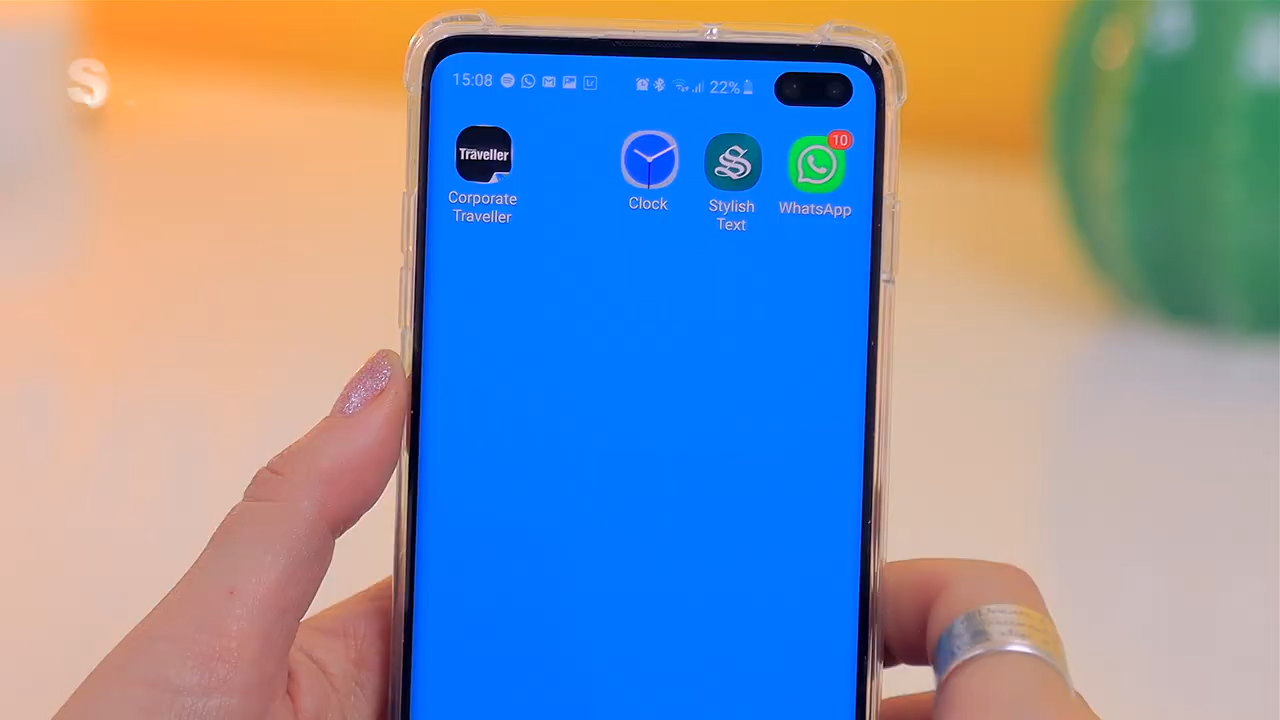 S
15:08 22%
10
Traveller
Corporate
Traveller
Clock
Stylish
Text
WhatsApp